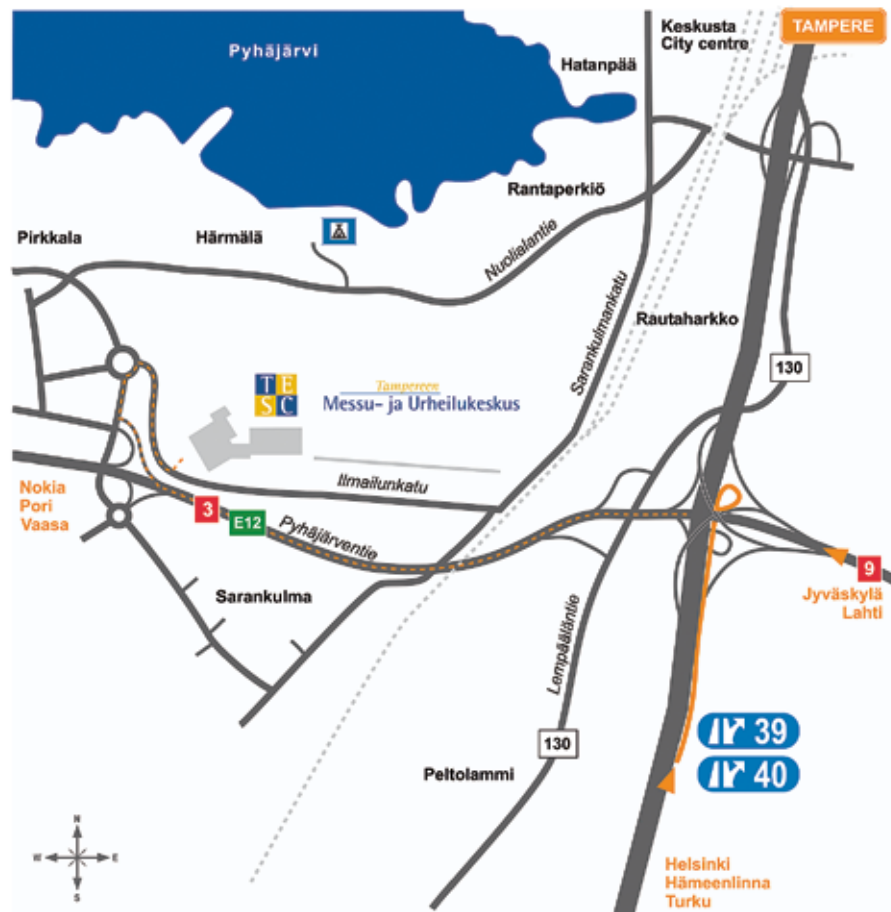 Keskusta
City centre
TAMPERE
Pyhäjärvi
Hatanpää
Rantaperkiö
Pirkkala
Härmälä
Nuolialantie
Sarankulmankatu
Rautaharkko
130
TESC
Tampereen
Messu- ja Urheilukeskus
Ilmailunkatu
Nokia
Pori
Vaasa
3
E12
Pyhäjärventie
9
Jyväskylä
Lahti
Sarankulma
Lempääläntie
130
39
40
Peltolammi
N
W E
S
Helsinki
Hämeenlinna
Turku